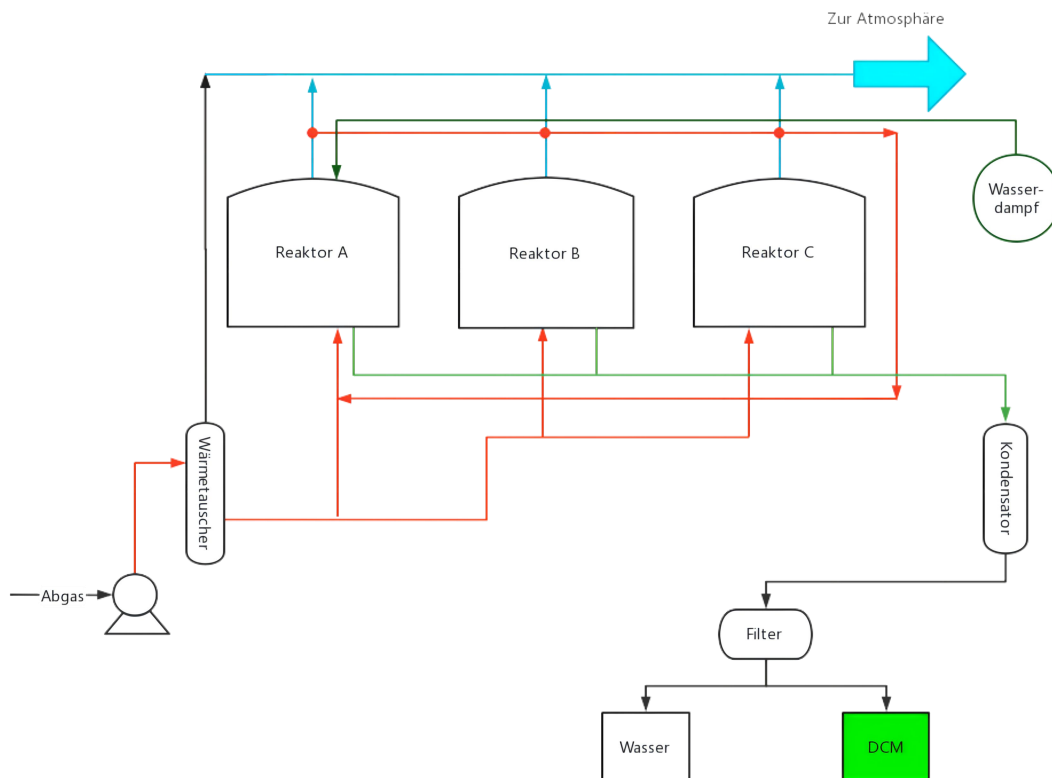 Zur Atmosphäre
Wasser-
dampf
Reaktor A
Reaktor B
Reaktor C
Wärmetauscher
Kondensator
Abgas
Filter
Wasser
DCM